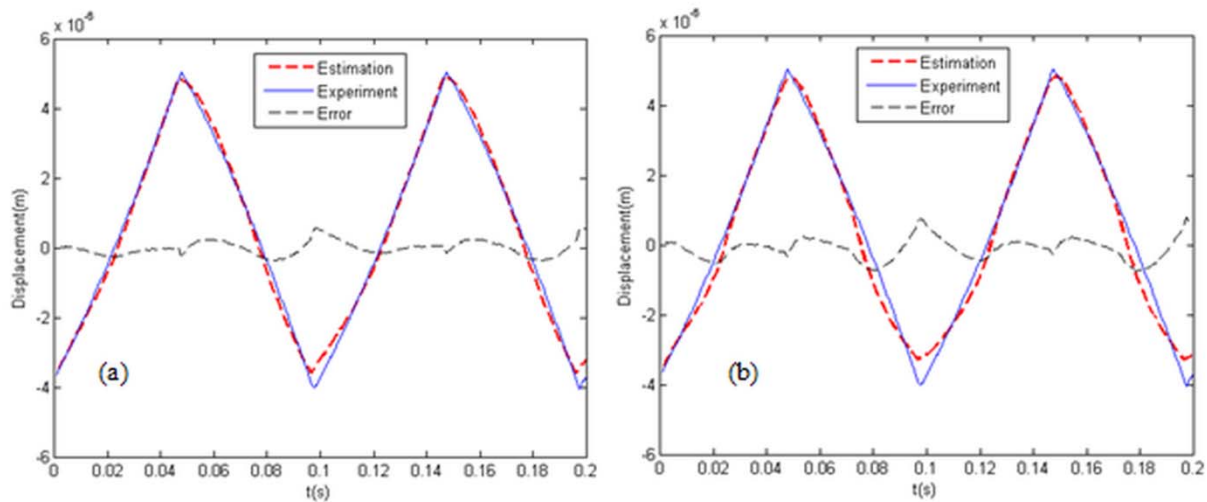 x 10⁻⁶
6
4
2
0
-2
-4
-6
Displacement(m)
Estimation
Experiment
Error
(a)
0 0.02 0.04 0.06 0.08 0.1 0.12 0.14 0.16 0.18 0.2
t(s)
x 10⁻⁶
6
4
2
0
-2
-4
-6
Displacement(m)
Estimation
Experiment
Error
(b)
0 0.02 0.04 0.06 0.08 0.1 0.12 0.14 0.16 0.18 0.2
t(s)